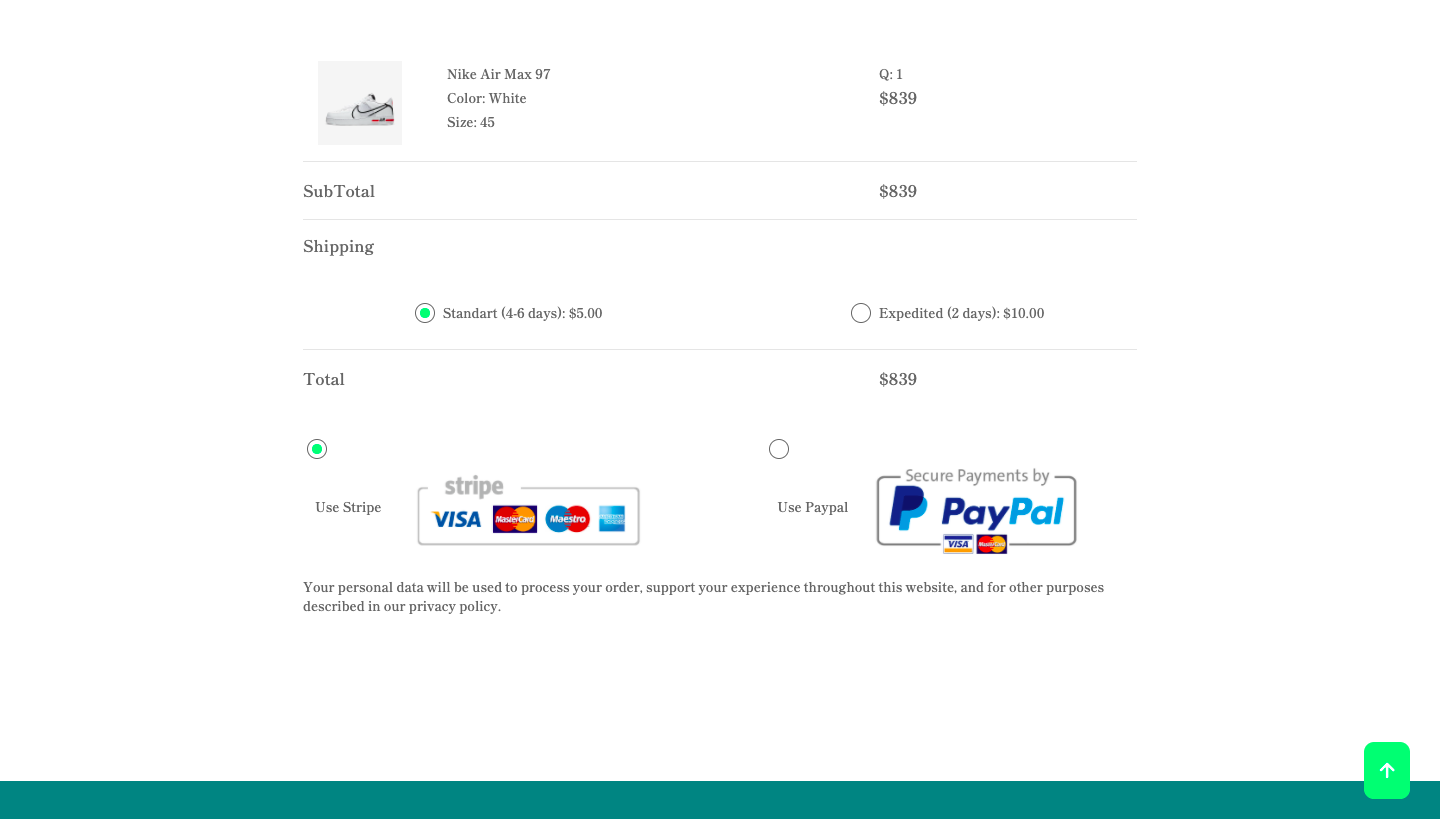 Nike Air Max 97
Color: White
Size: 45
Q: 1
$839
SubTotal
$839
Shipping
Standart (4-6 days): $5.00
Expedited (2 days): $10.00
Total
$839
Use Stripe
stripe
VISA MasterCard Maestro
Use Paypal
Secure Payments by
PayPal
VISA MasterCard
Your personal data will be used to process your order, support your experience throughout this website, and for other purposes
described in our privacy policy.